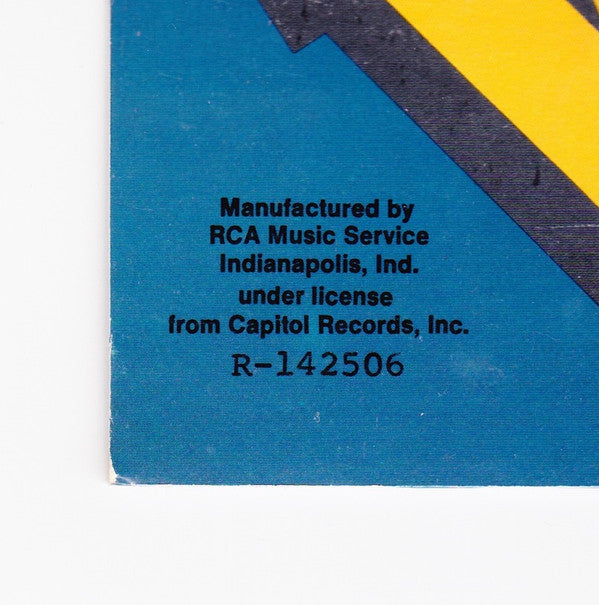 Manufactured by
RCA Music Service
Indianapolis, Ind.
under license
from Capitol Records, Inc.
R-142506